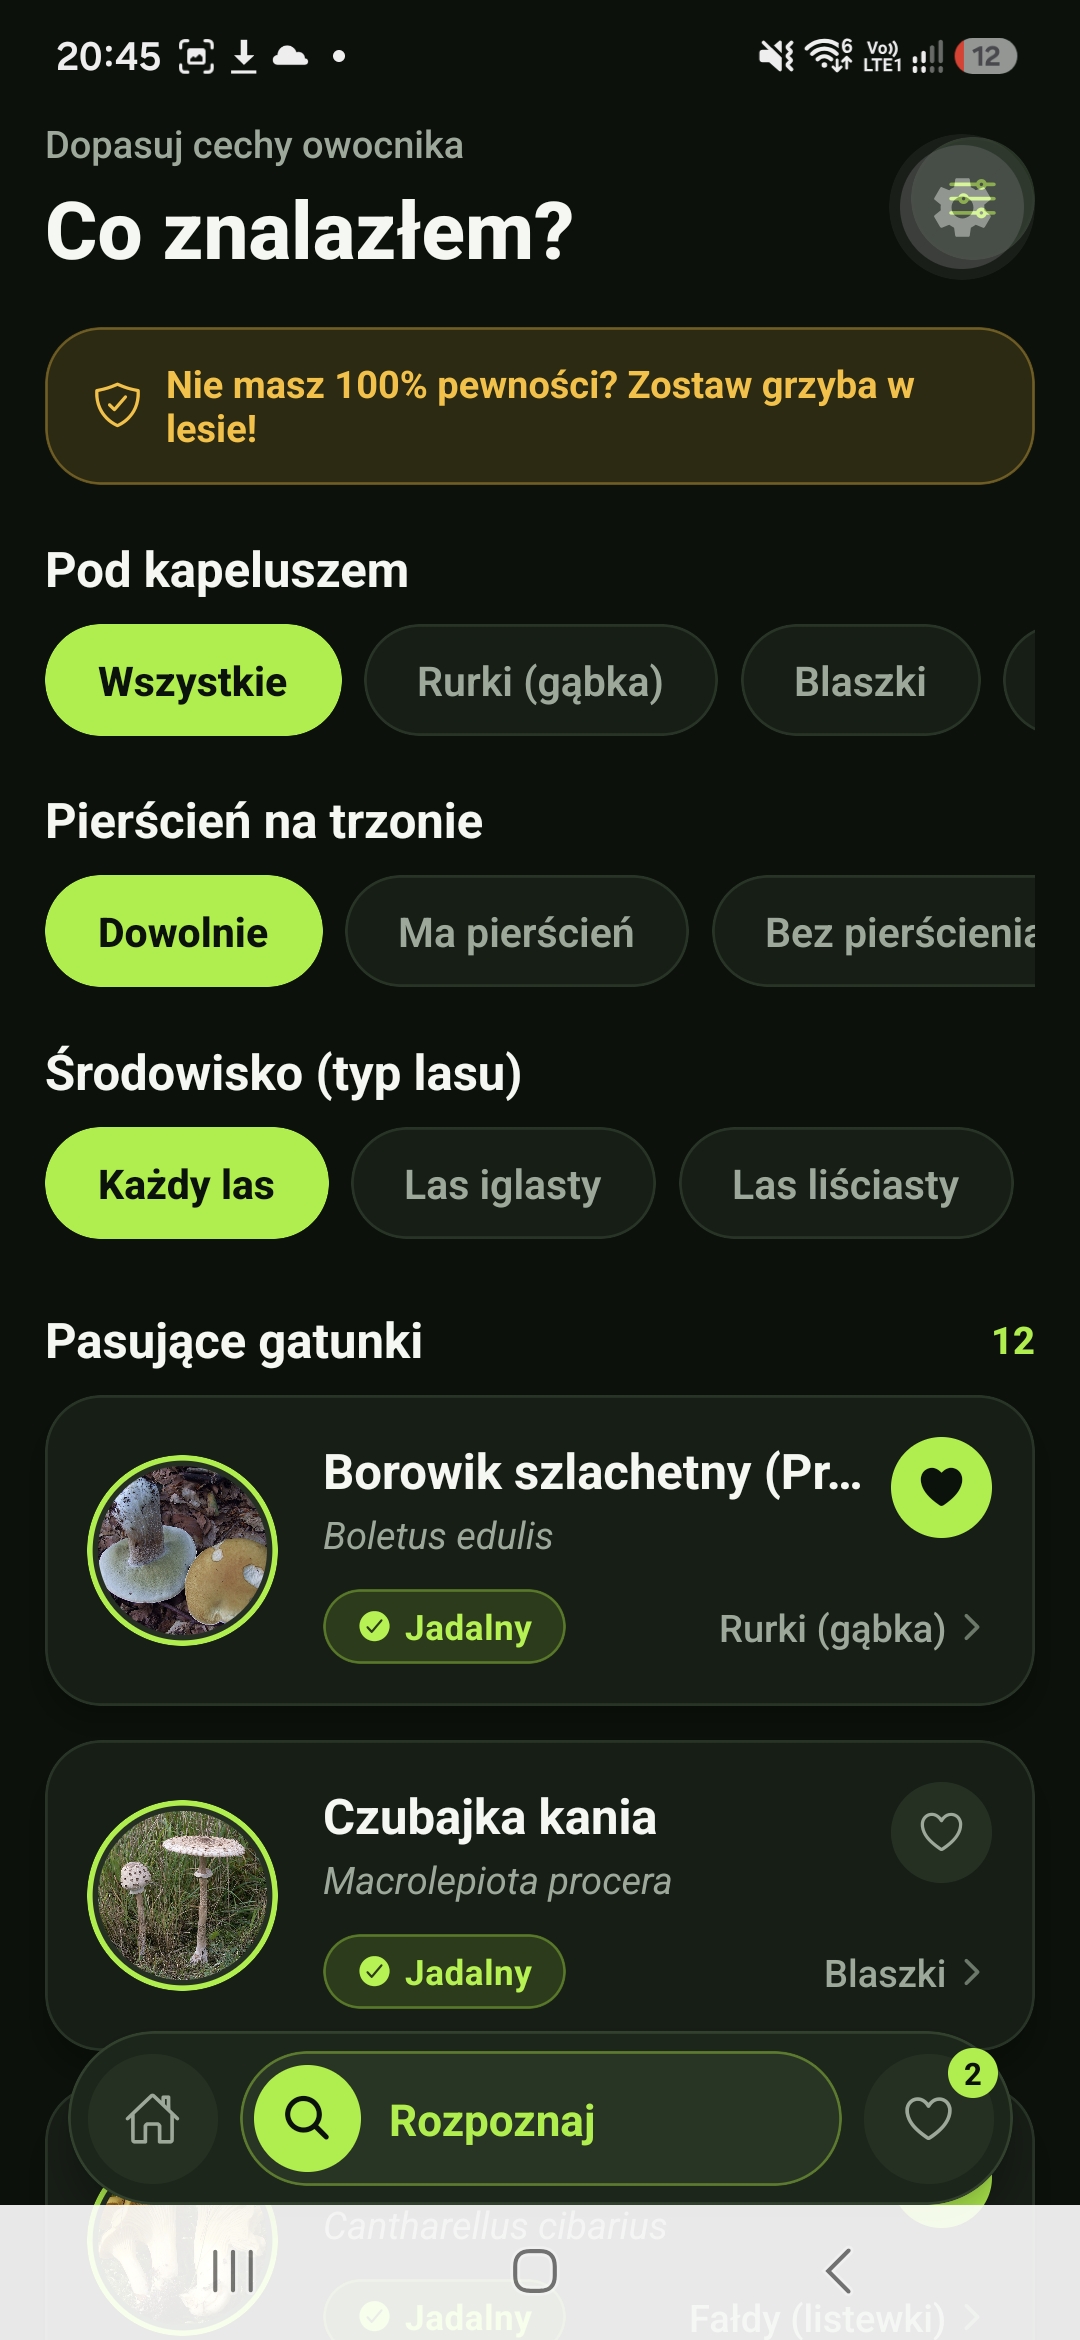 20:45
6
Vo))
LTE1
12
Dopasuj cechy owocnika
Co znalazłem?
Nie masz 100% pewności? Zostaw grzyba w
lesie!
Pod kapeluszem
Wszystkie
Rurki (gąbka)
Blaszki
Pierścień na trzonie
Dowolnie
Ma pierścień
Bez pierścienia
Środowisko (typ lasu)
Każdy las
Las iglasty
Las liściasty
Pasujące gatunki
12
Borowik szlachetny (Pr...
Boletus edulis
Jadalny
Rurki (gąbka)
Czubajka kania
Macrolepiota procera
Jadalny
Blaszki
2
Rozpoznaj
Cantharellus cibarius
Jadalny
Fałdy (listewki)